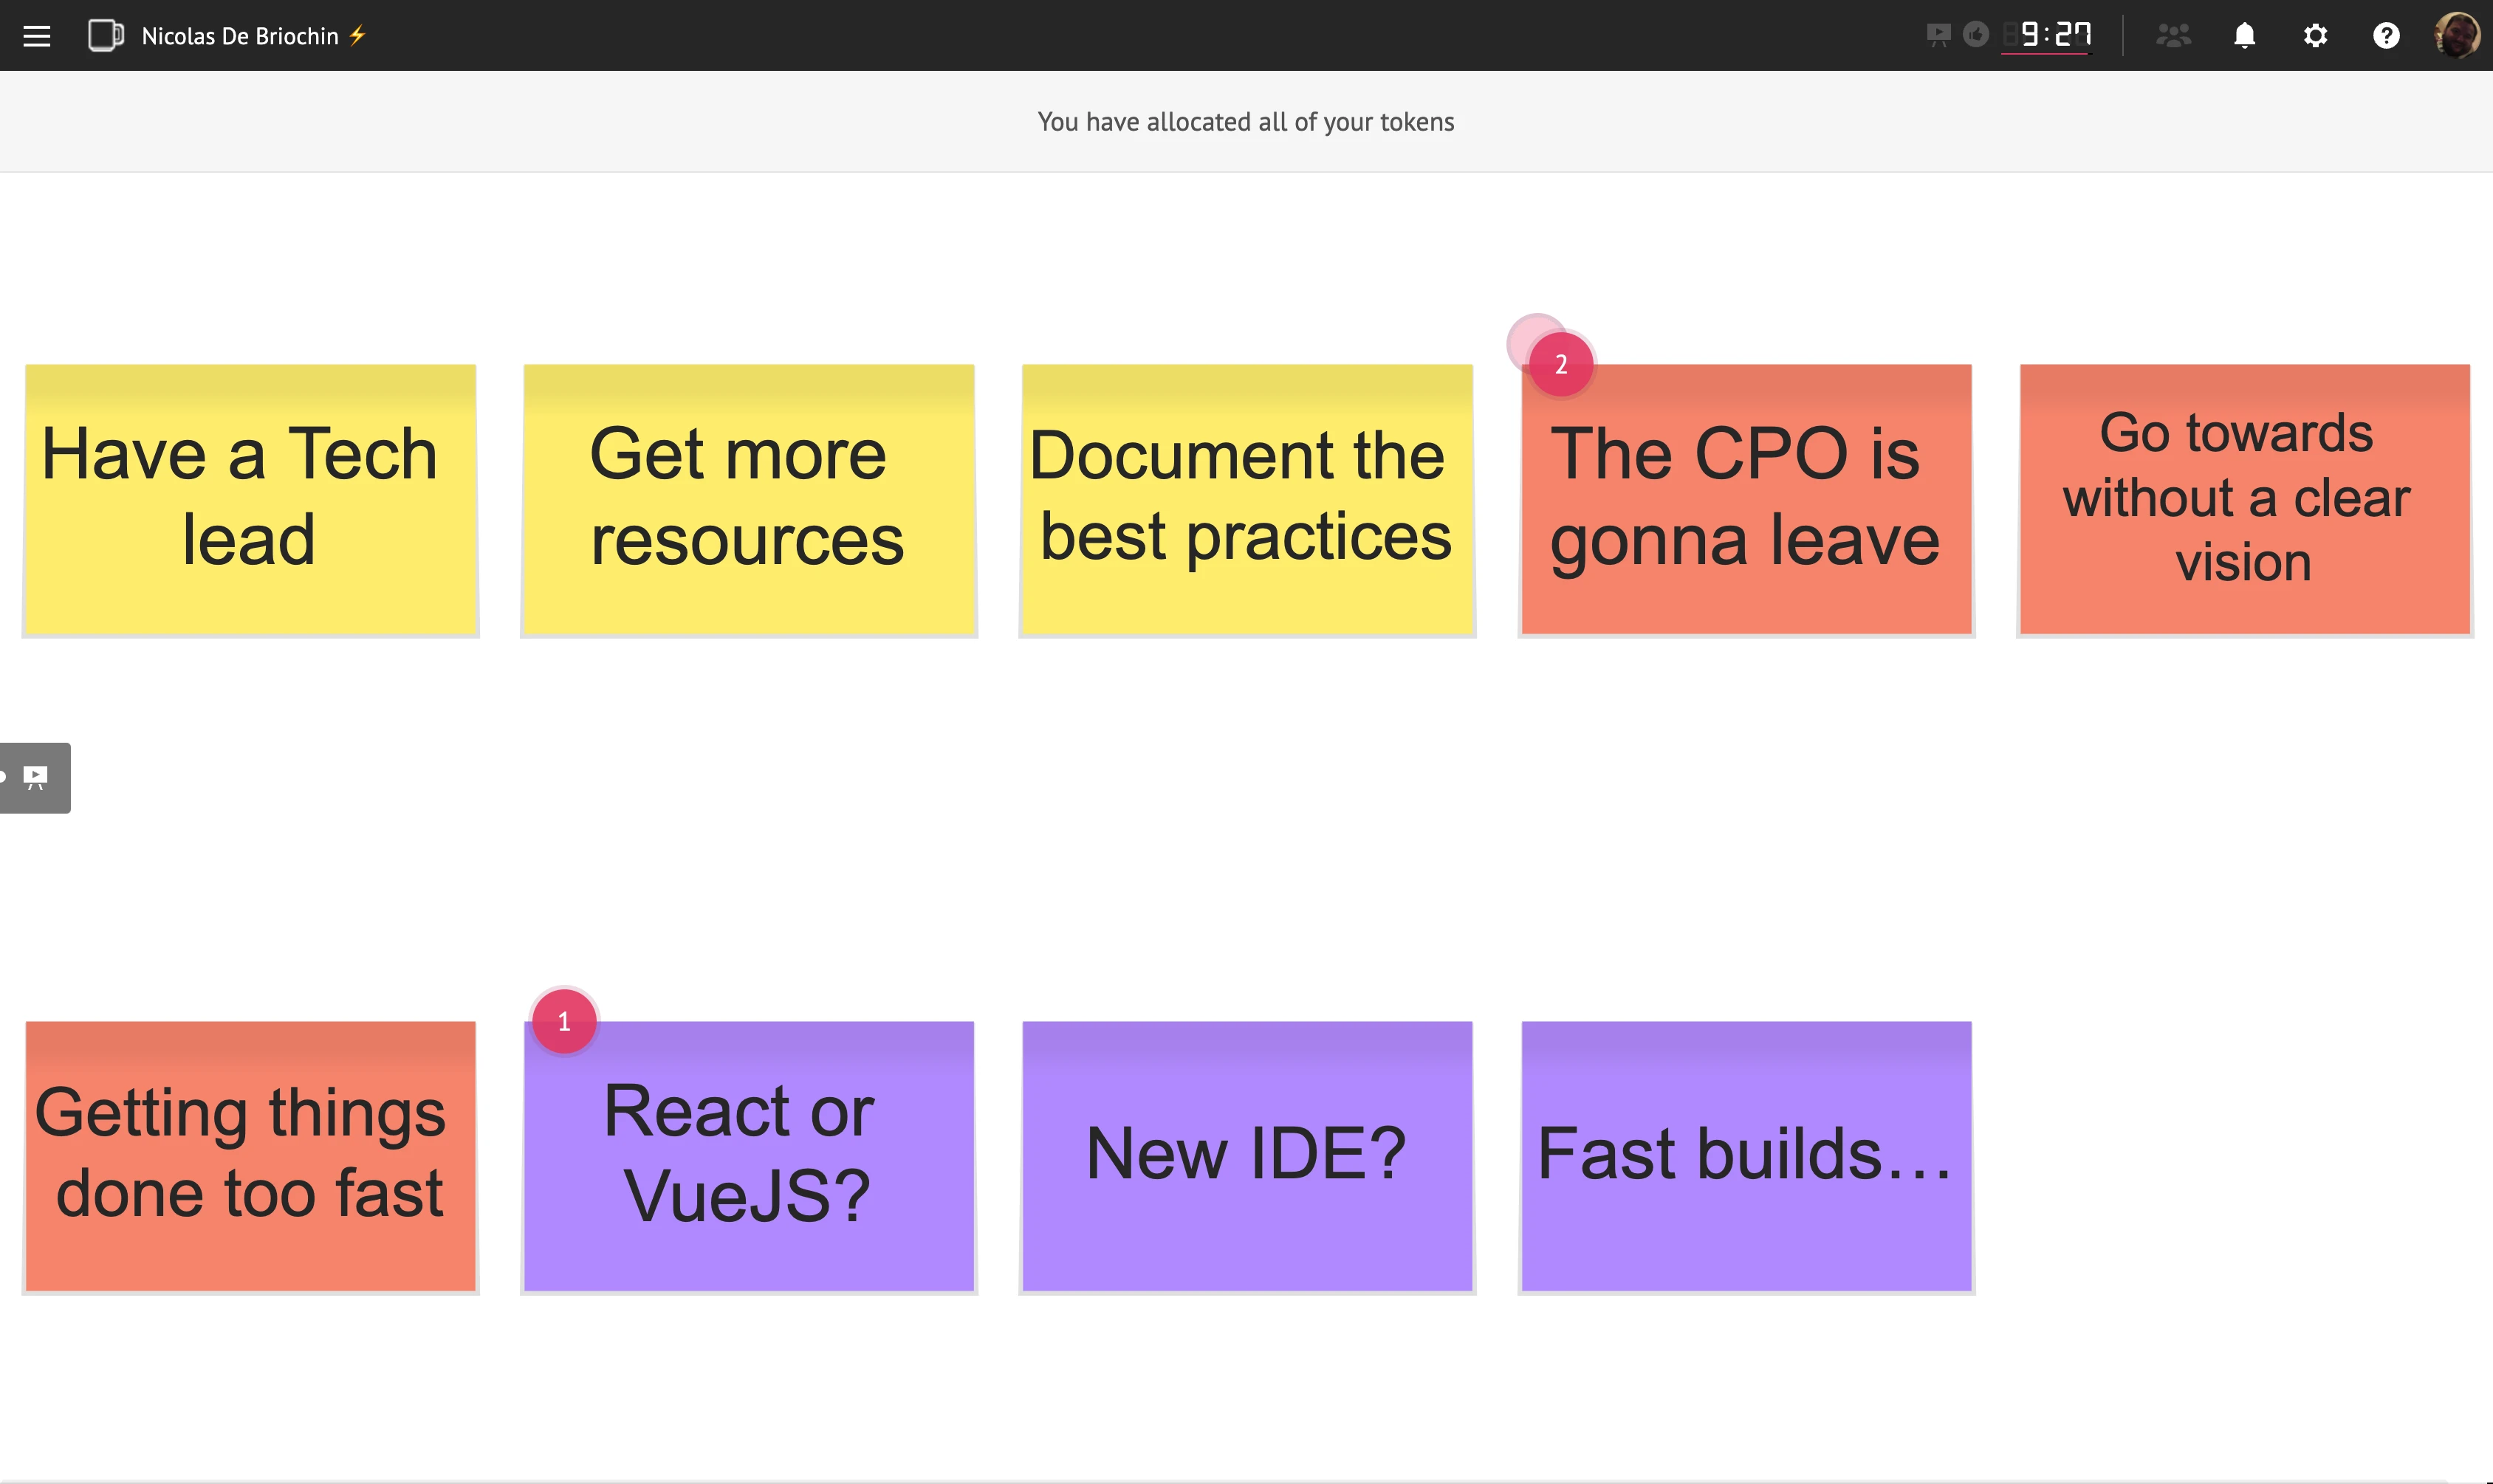 Nicolas De Briochin ⚡
9:27
You have allocated all of your tokens
Have a Tech
lead
Get more
resources
Document the
best practices
2
The CPO is
gonna leave
Go towards
without a clear
vision
Getting things
done too fast
1
React or
VueJS?
New IDE?
Fast builds...